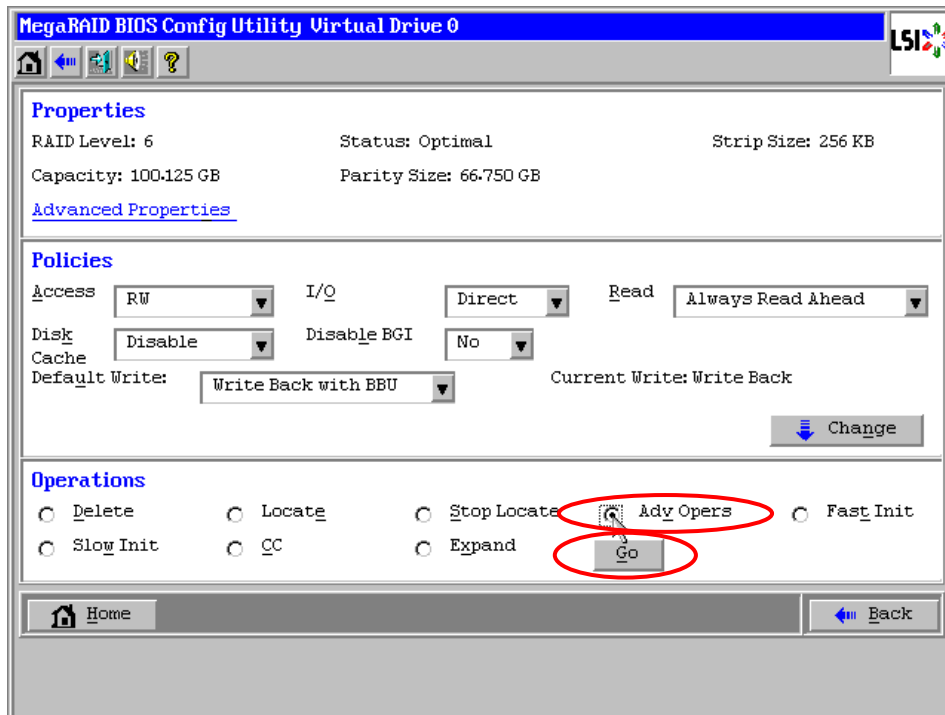 MegaRAID BIOS Config Utility Virtual Drive 0
LSI
Properties
RAID Level: 6 Status: Optimal Strip Size: 256 KB
Capacity: 100.125 GB Parity Size: 66.750 GB
Advanced Properties
Policies
Access RW I/O Direct Read Always Read Ahead
Disk Cache Disable Disable BGI No
Default Write: Write Back with BBU Current Write: Write Back
Change
Operations
Delete Locate Stop Locate Adv Opers Fast Init
Slow Init CC Expand Go
Home Back